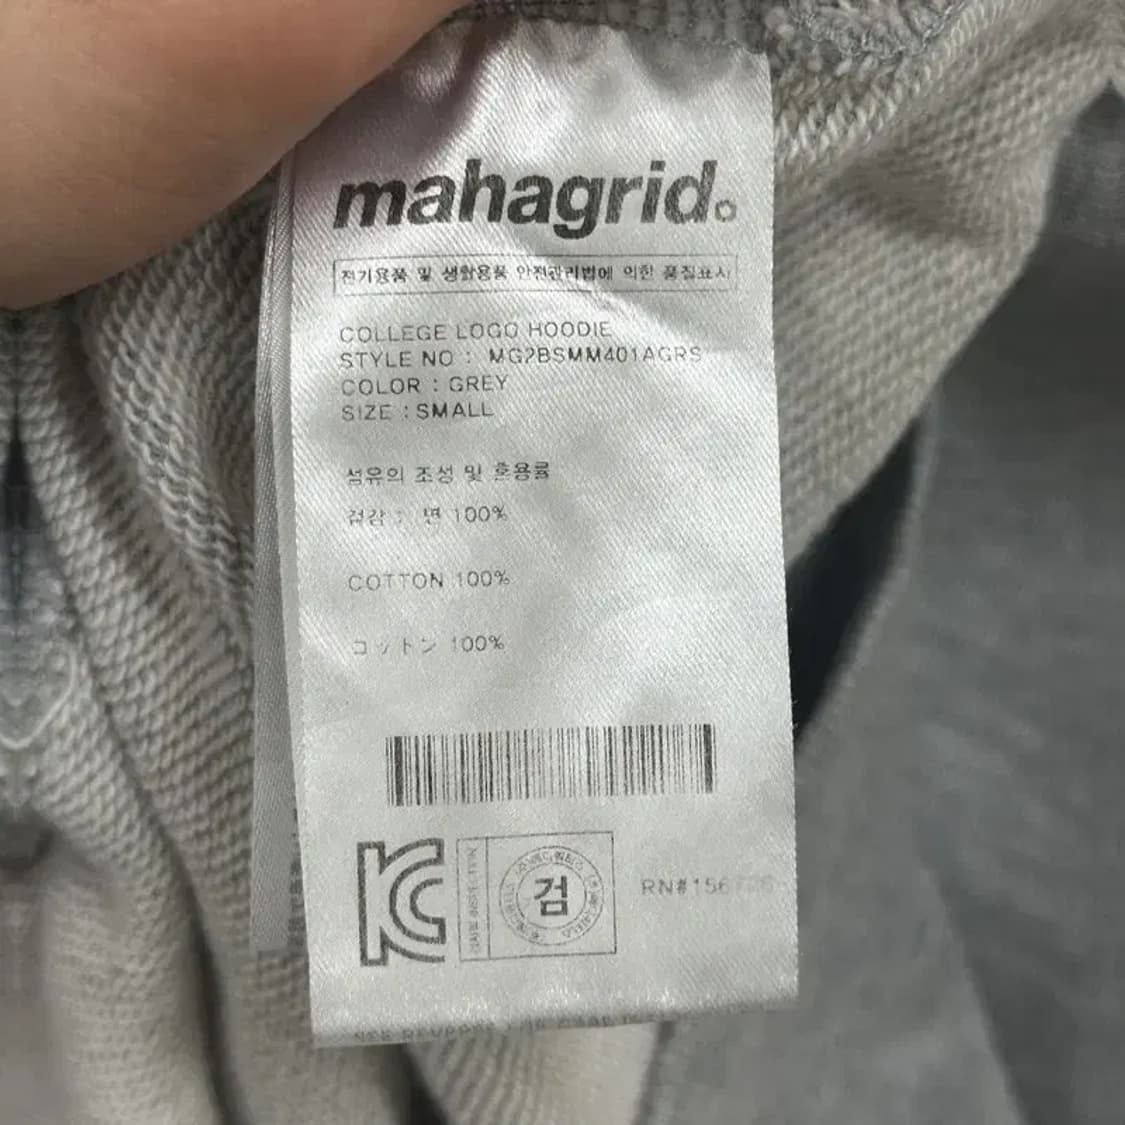 mahagrid
전기용품 및 생활용품 안전관리법에 의한 품질표시
COLLEGE LOGO HOODIE
STYLE NO : MG2BSMM401AGRS
COLOR : GREY
SIZE : SMALL
섬유의 조성 및 혼용률
겉감 : 면 100%
COTTON 100%
コットン 100%
KC
검